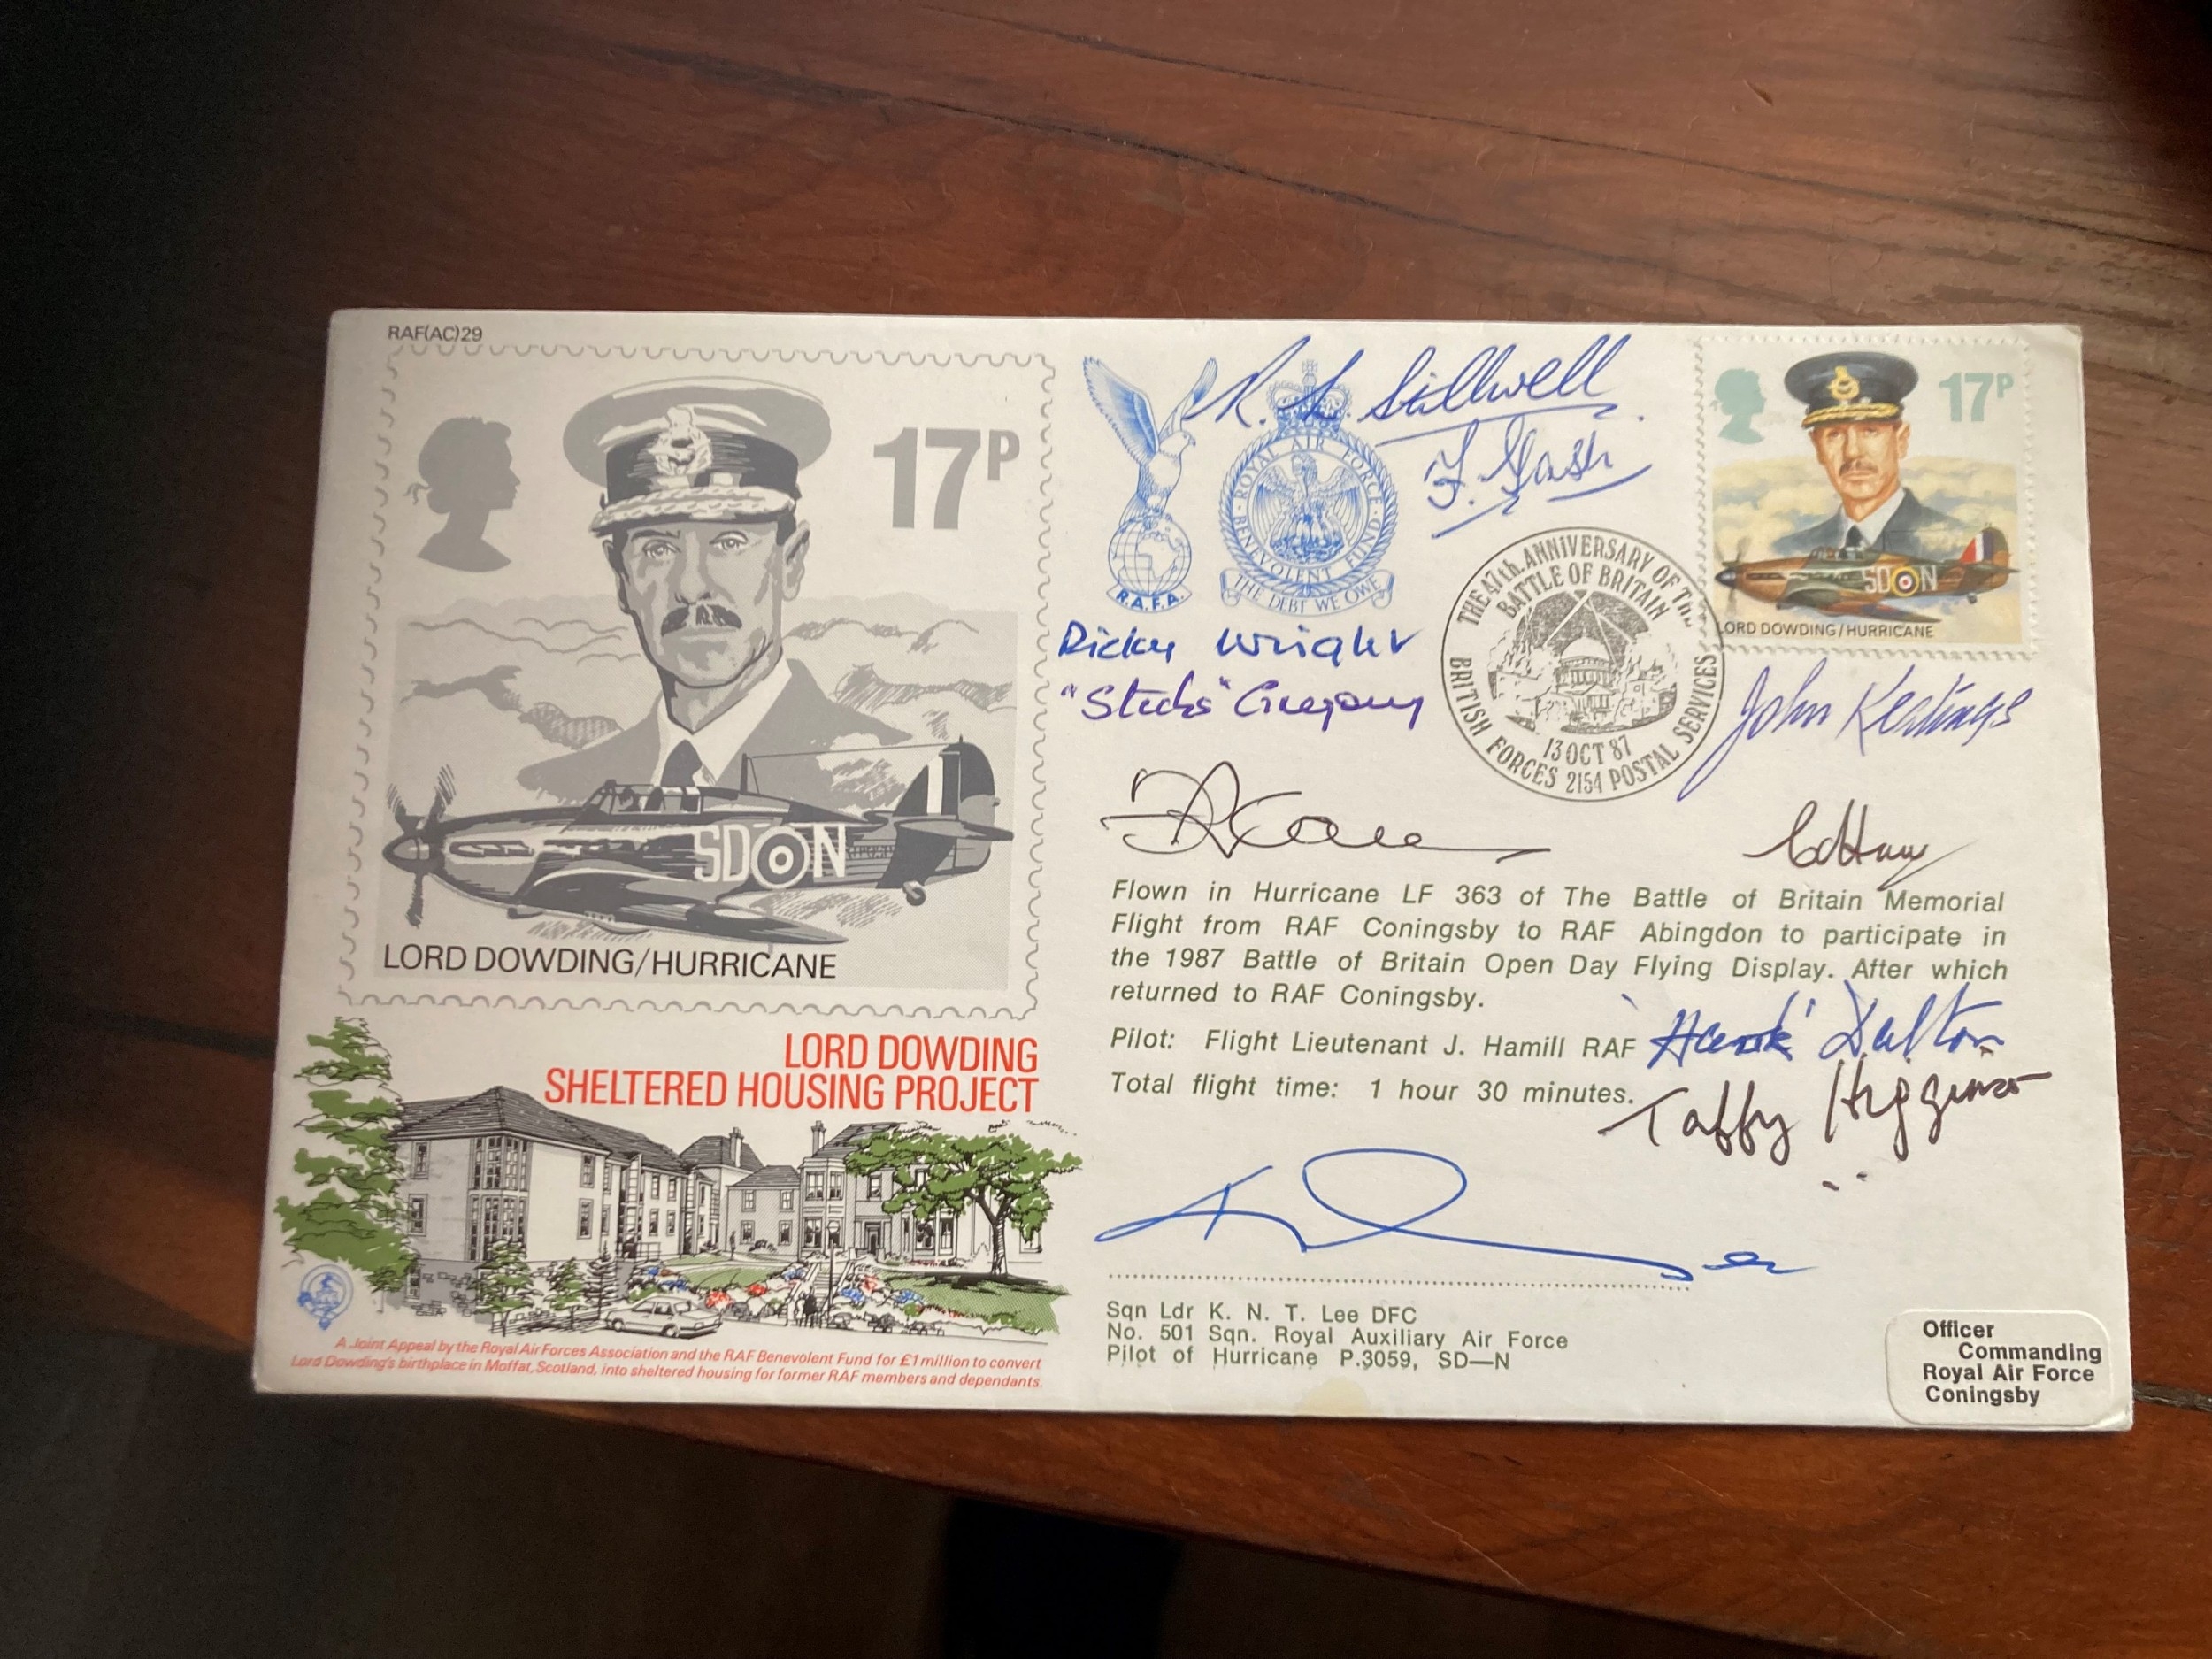 RAF(AC)29
17P
SD N
LORD DOWDING/HURRICANE
LORD DOWDING
SHELTERED HOUSING PROJECT
A Joint Appeal by the Royal Air Forces Association and the RAF Benevolent Fund for £1 million to convert
Lord Dowding's birthplace in Moffat, Scotland, into sheltered housing for former RAF members and dependants.
R.A.F.A.
ROYAL AIR FORCE
BENEVOLENT FUND
THE DEBT WE OWE
R. L. Stillwell
F. Gash
17P
SD N
LORD DOWDING/HURRICANE
THE 47th. ANNIVERSARY OF THE
BATTLE OF BRITAIN
13 OCT 87
BRITISH FORCES 2154 POSTAL SERVICES
Ricky Wright
"Sticks" Gregory
John Keatings
Flown in Hurricane LF 363 of The Battle of Britain Memorial
Flight from RAF Coningsby to RAF Abingdon to participate in
the 1987 Battle of Britain Open Day Flying Display. After which
returned to RAF Coningsby.
Pilot: Flight Lieutenant J. Hamill RAF
'Hank' Dalton
Total flight time: 1 hour 30 minutes.
Taffy Higginson
Sqn Ldr K. N. T. Lee DFC
No. 501 Sqn. Royal Auxiliary Air Force
Pilot of Hurricane P.3059, SD—N
Officer
Commanding
Royal Air Force
Coningsby